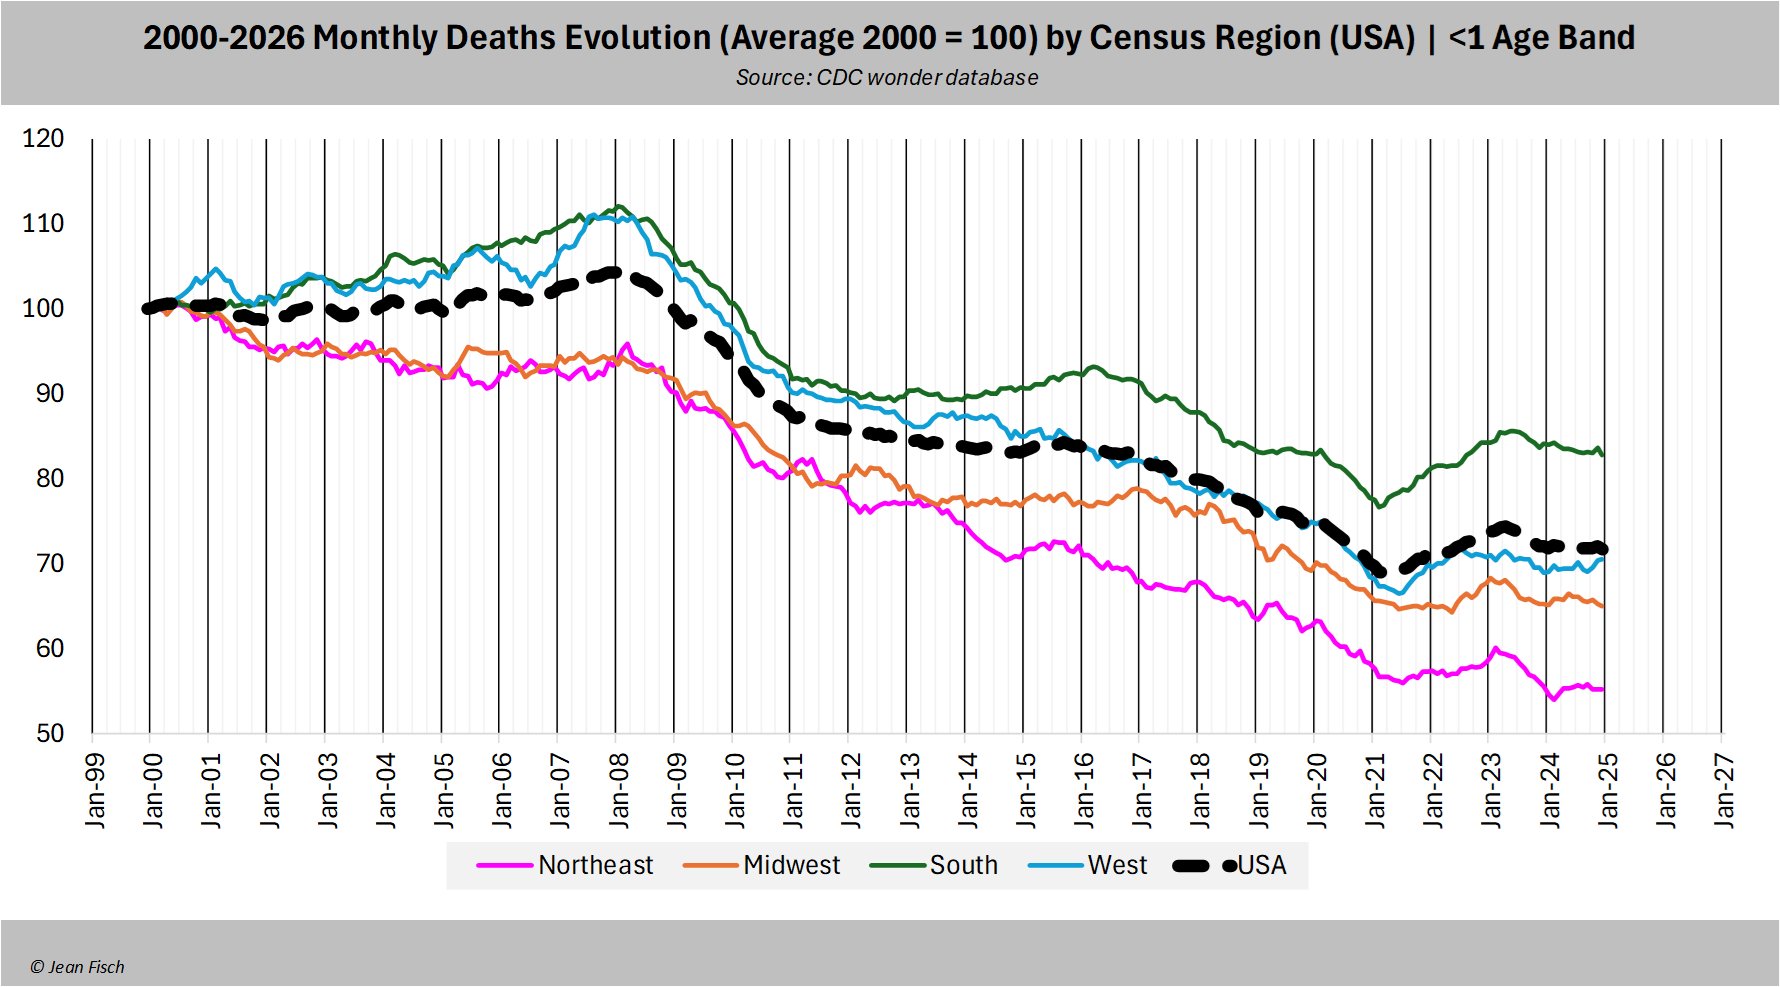 2000-2026 Monthly Deaths Evolution (Average 2000 = 100) by Census Region (USA) | <1 Age Band
Source: CDC wonder database
120
110
100
90
80
70
60
50
Jan-99
Jan-00
Jan-01
Jan-02
Jan-03
Jan-04
Jan-05
Jan-06
Jan-07
Jan-08
Jan-09
Jan-10
Jan-11
Jan-12
Jan-13
Jan-14
Jan-15
Jan-16
Jan-17
Jan-18
Jan-19
Jan-20
Jan-21
Jan-22
Jan-23
Jan-24
Jan-25
Jan-26
Jan-27
Northeast
Midwest
South
West
USA
© Jean Fisch